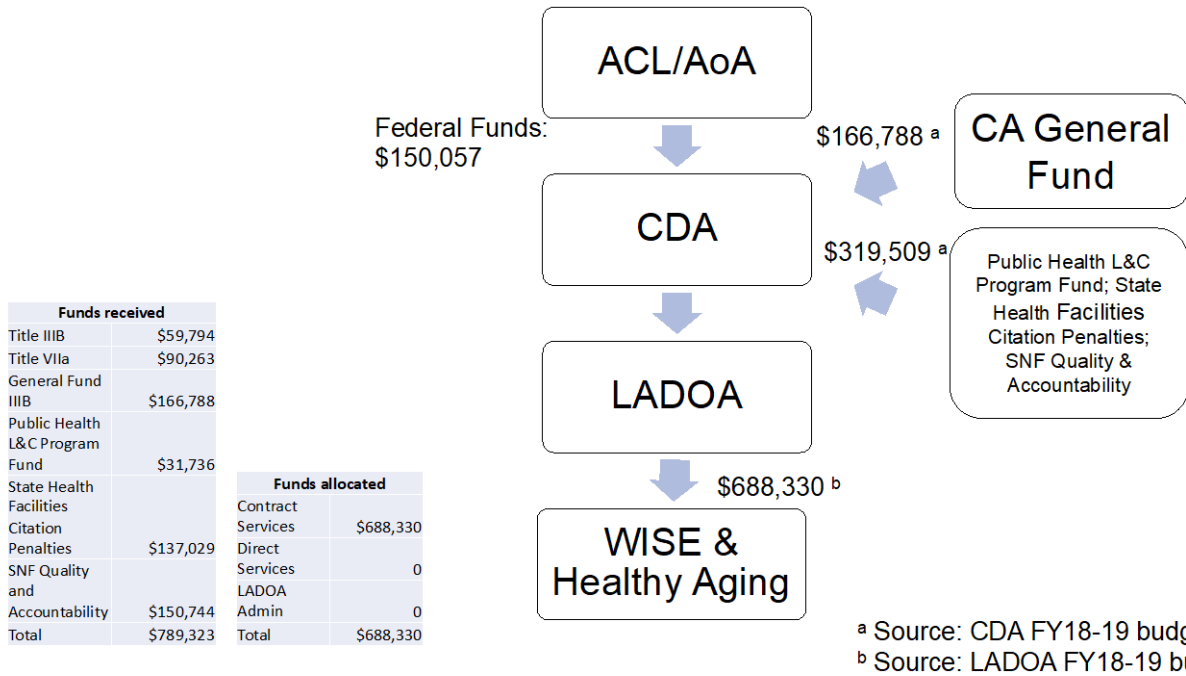 ACL/AoA
Federal Funds:
$150,057
$166,788 a
CA General
Fund
CDA
$319,509 a
Public Health L&C
Program Fund; State
Health Facilities
Citation Penalties;
SNF Quality &
Accountability
LADOA
$688,330 b
WISE &
Healthy Aging
Funds received
Title IIIB $59,794
Title VIIa $90,263
General Fund
IIIB $166,788
Public Health
L&C Program
Fund $31,736
State Health
Facilities
Citation
Penalties $137,029
SNF Quality
and
Accountability $150,744
Total $789,323
Funds allocated
Contract
Services $688,330
Direct
Services 0
LADOA
Admin 0
Total $688,330
a Source: CDA FY18-19 budg
b Source: LADOA FY18-19 bu